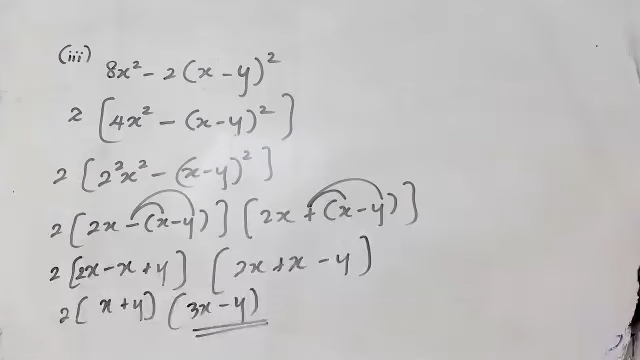 (iii) 8x² - 2(x - y)²
2 [4x² - (x-y)²]
2 [2²x² - (x-y)²]
2 [2x - (x-y)] [2x + (x-y)]
2 [2x - x + y] [2x + x - y]
2 [x + y) (3x - y)